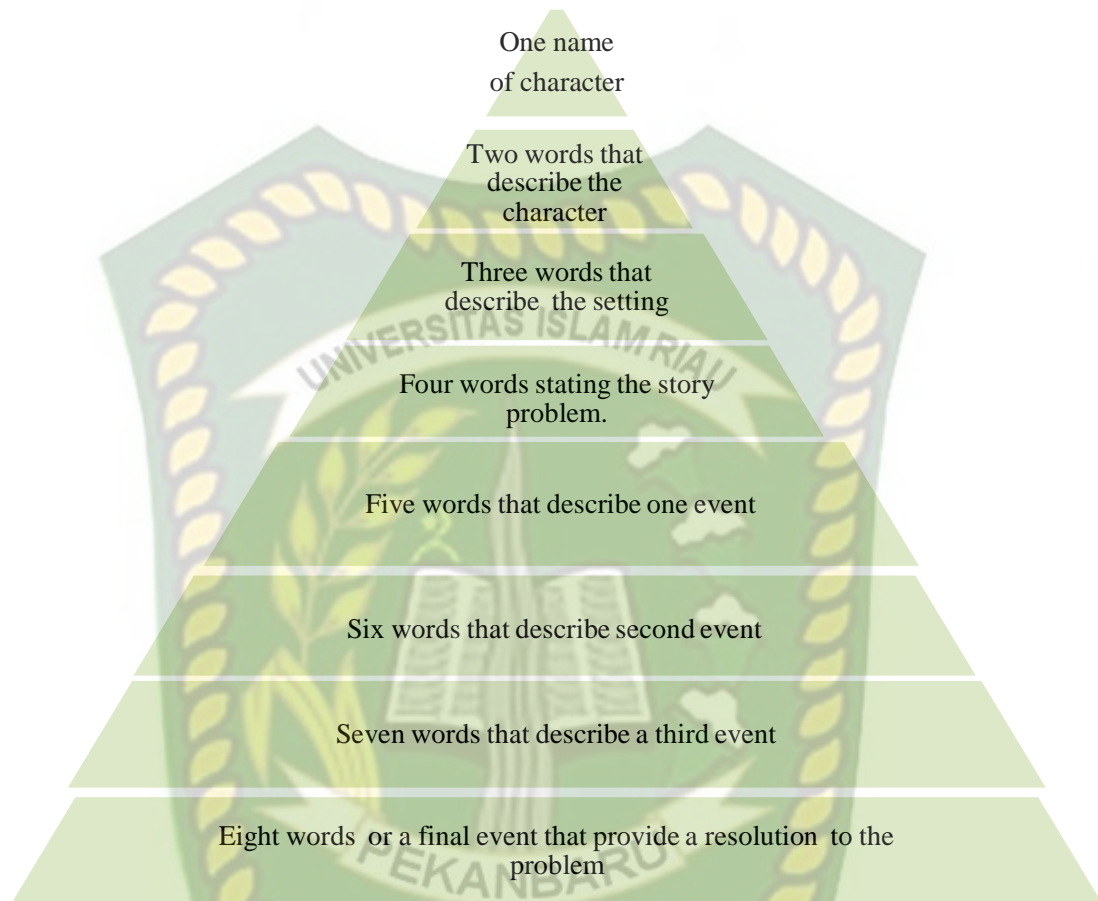 One name
of character
Two words that
describe the
character
Three words that
describe the setting
UNIVERSITAS ISLAM RIAU
Four words stating the story
problem.
Five words that describe one event
Six words that describe second event
Seven words that describe a third event
Eight words or a final event that provide a resolution to the
problem
PEKANBARU